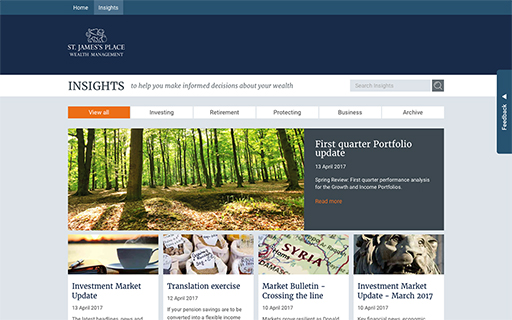 Home Insights
ST. JAMES'S PLACE
WEALTH MANAGEMENT
INSIGHTS to help you make informed decisions about your wealth
Search insights
Feedback
View all Investing Retirement Protecting Business Archive
First quarter Portfolio
update
13 April 2017
Spring Review: First quarter performance analysis
for the Growth and Income Portfolios.
Read more
SYRIA
DAMAS
Investment Market
Update
13 April 2017
The latest headlines, news and
Translation exercise
12 April 2017
If your pension savings are to be
converted into a flexible income
Market Bulletin -
Crossing the line
10 April 2017
Markets prove resilient as Donald
Investment Market
Update - March 2017
10 April 2017
Key financial news, economic